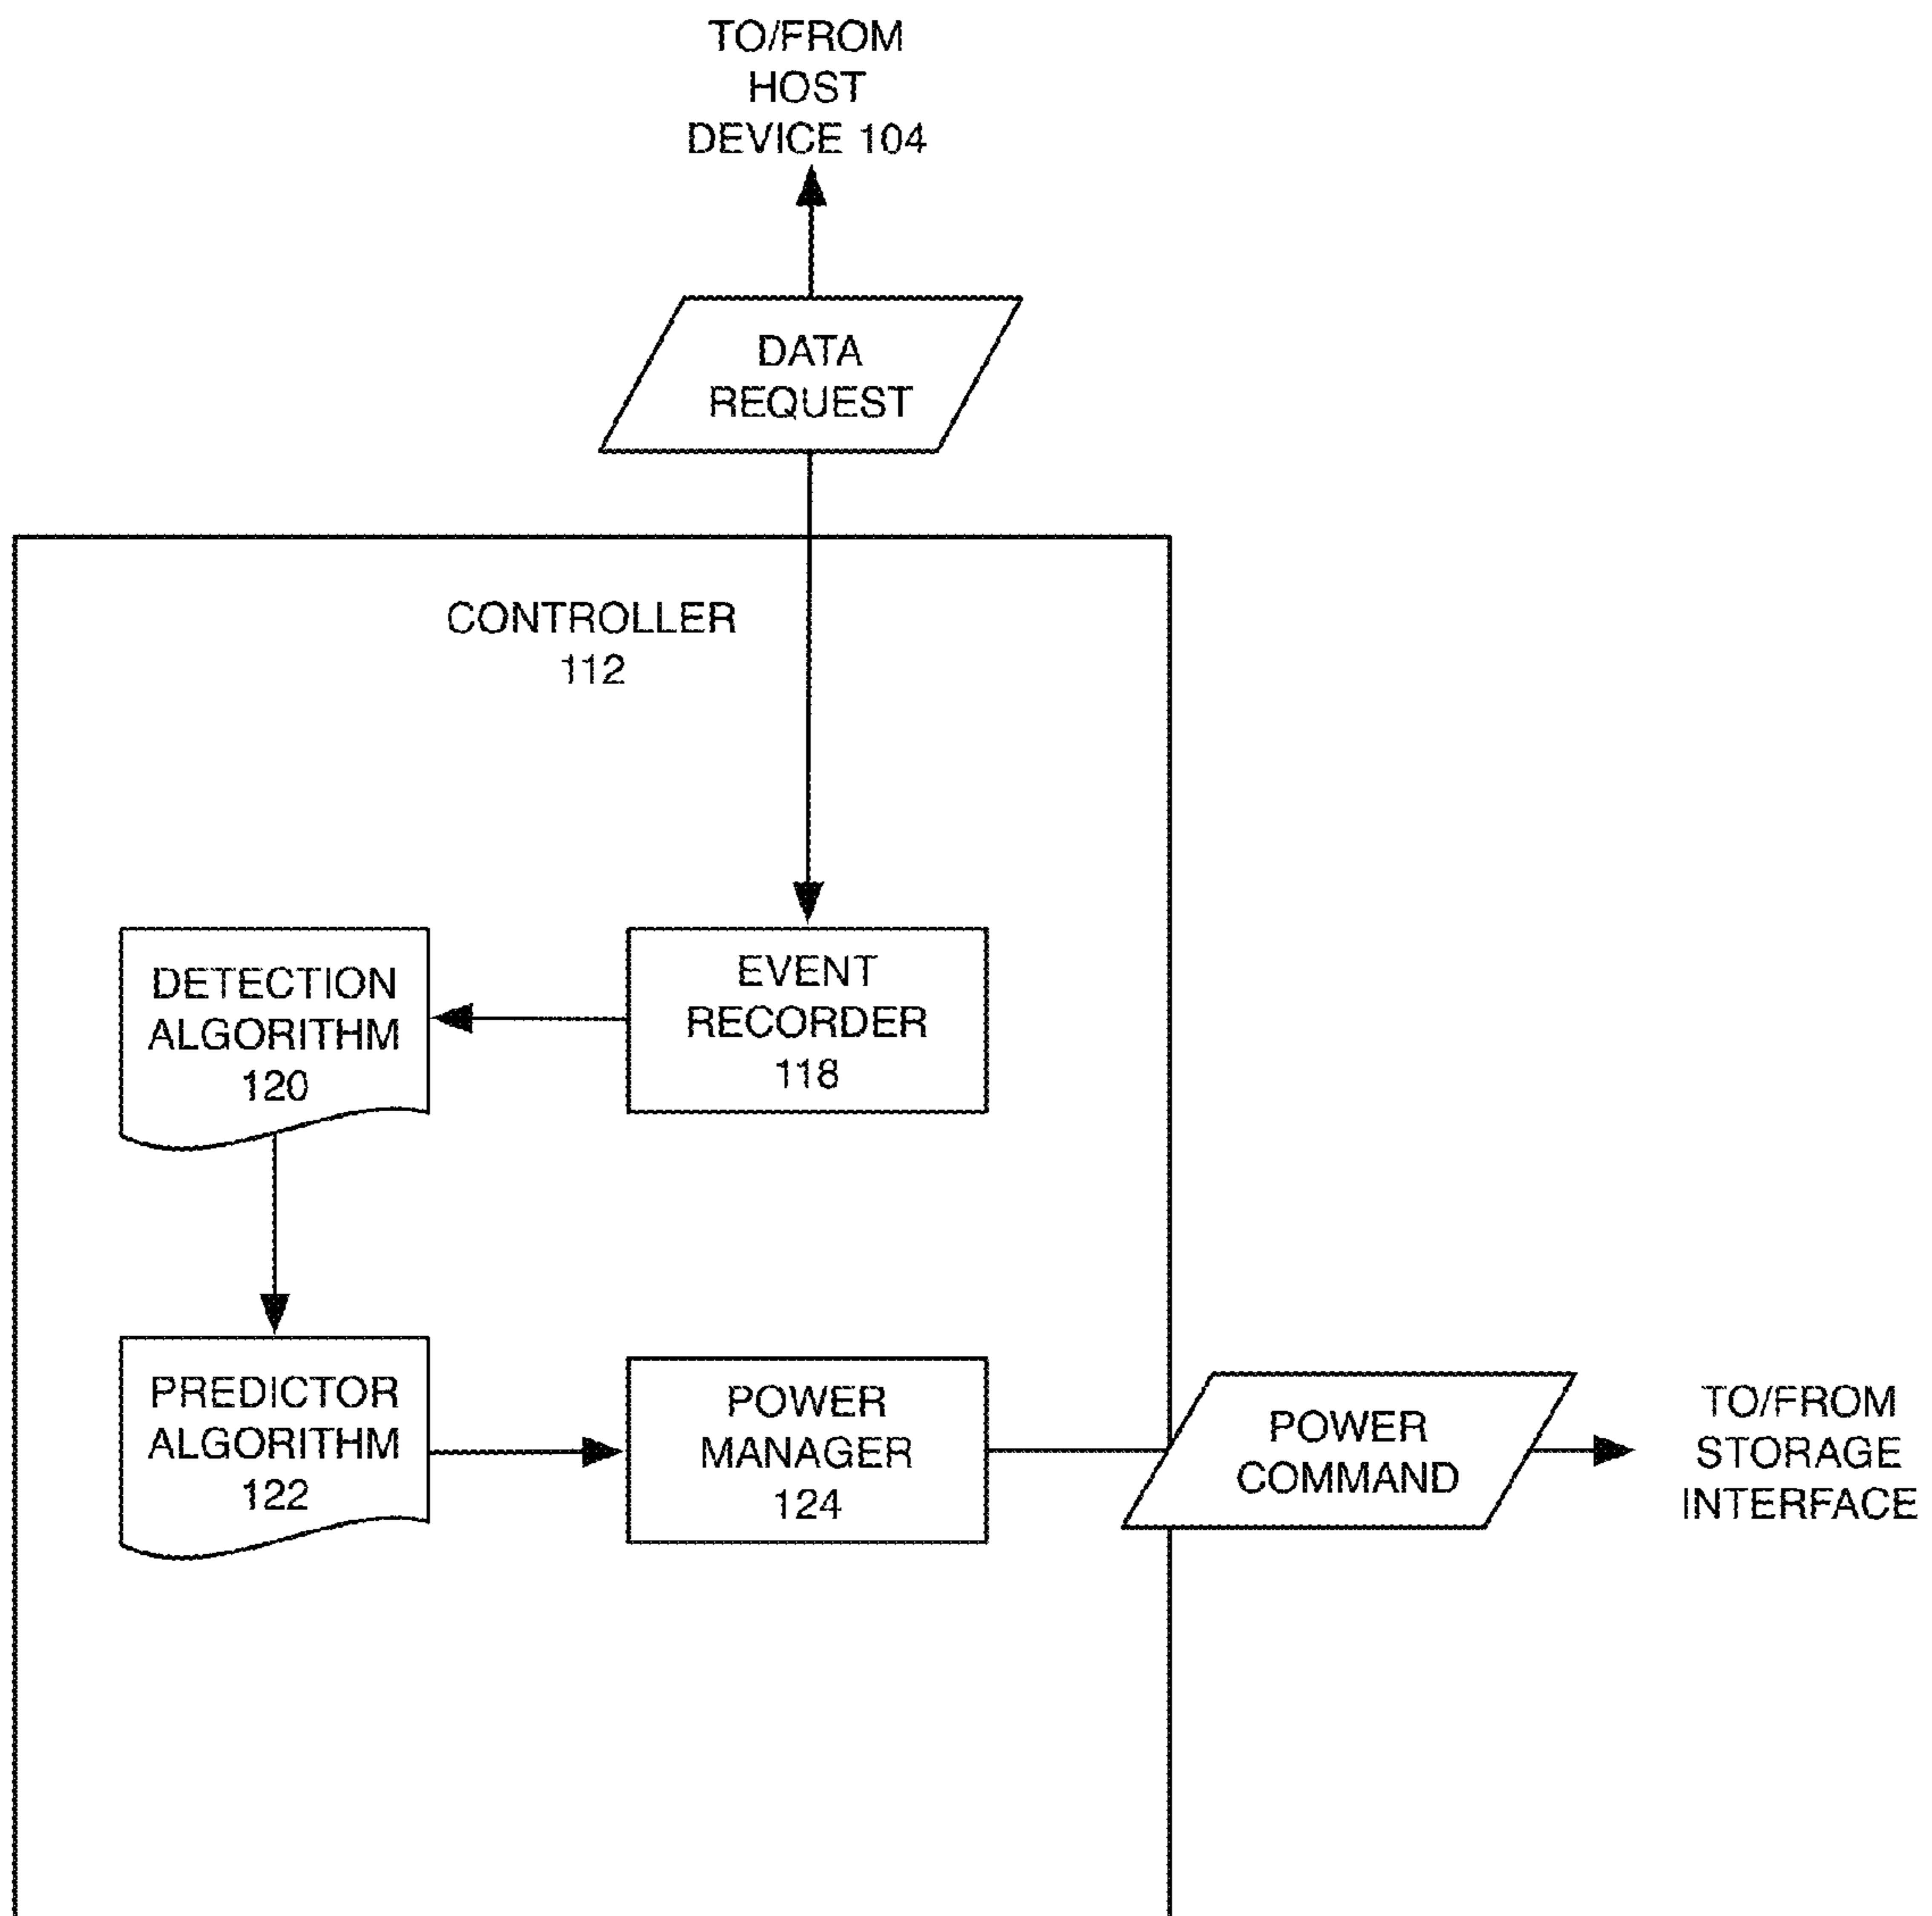 TO/FROM
HOST
DEVICE 104
DATA
REQUEST
CONTROLLER
112
DETECTION
ALGORITHM
120
EVENT
RECORDER
118
PREDICTOR
ALGORITHM
122
POWER
MANAGER
124
POWER
COMMAND
TO/FROM
STORAGE
INTERFACE